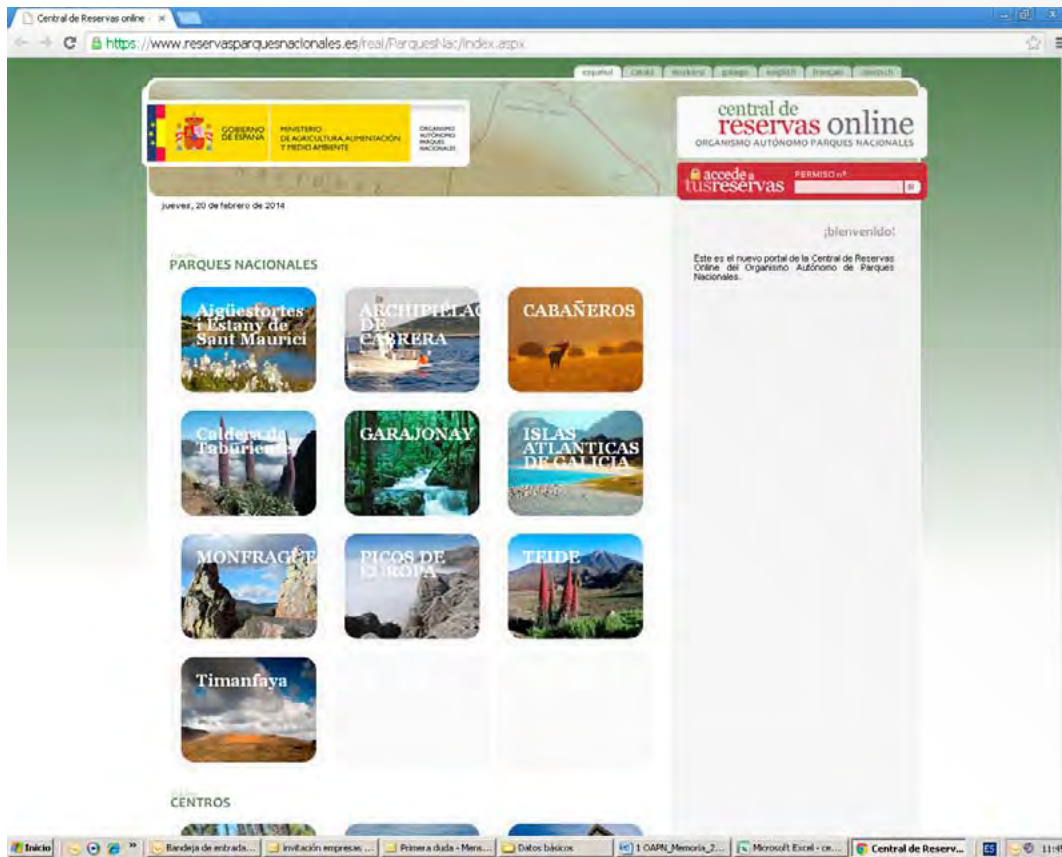 Central de Reservas online -
https://www.reservasparquesnacionales.es/real/ParquesNac/index.aspx
español català euskera galego english français deutsch
GOBIERNO
DE ESPAÑA
MINISTERIO
DE AGRICULTURA, ALIMENTACIÓN
Y MEDIO AMBIENTE
ORGANISMO
AUTÓNOMO
PARQUES
NACIONALES
central de
reservas online
ORGANISMO AUTÓNOMO PARQUES NACIONALES
accede a
tusreservas
PERMISO nº
jueves, 20 de febrero de 2014
¡bienvenido!
Este es el nuevo portal de la Central de Reservas
Online del Organismo Autónomo de Parques
Nacionales.
PARQUES NACIONALES
Aigüestortes
i Estany de
Sant Maurici
ARCHIPIÉLAG
DE
CABRERA
CABAÑEROS
Caldera de
Taburiente
GARAJONAY
ISLAS
ATLANTICAS
DE GALICIA
MONFRAGÜE
PICOS DE
EUROPA
TEIDE
Timanfaya
CENTROS
Inicio
Bandeja de entrada...
invitación empresas ...
Primera duda - Mens...
Datos básicos
1 OAPN_Memoria_2...
Microsoft Excel - ce...
Central de Reserv...
ES